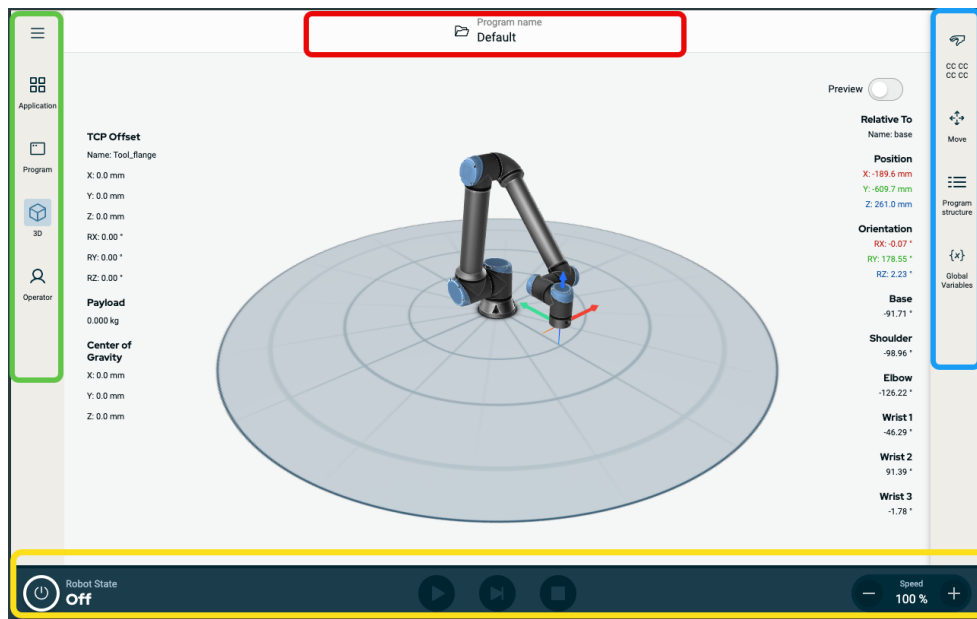 Program name
Default
Application
Program
3D
Operator
TCP Offset
Name: Tool_flange
X: 0.0 mm
Y: 0.0 mm
Z: 0.0 mm
RX: 0.00 °
RY: 0.00 °
RZ: 0.00 °
Payload
0.000 kg
Center of
Gravity
X: 0.0 mm
Y: 0.0 mm
Z: 0.0 mm
Preview
Relative To
Name: base
Position
X: -189.6 mm
Y: -609.7 mm
Z: 261.0 mm
Orientation
RX: -0.07 °
RY: 178.55 °
RZ: 2.23 °
Base
-91.71 °
Shoulder
-98.96 °
Elbow
-126.22 °
Wrist 1
-46.29 °
Wrist 2
91.39 °
Wrist 3
-1.78 °
CC CC
CC CC
Move
Program
structure
{x}
Global
Variables
Robot State
Off
Speed
100 %